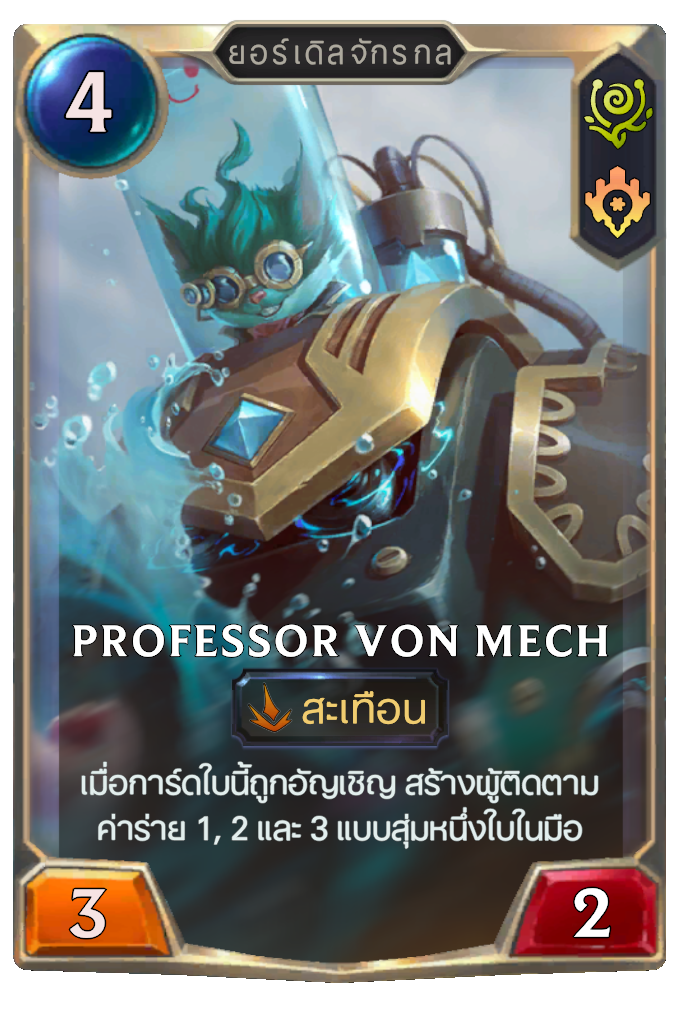 ยอร์เดิลจักรกล
4
PROFESSOR VON MECH
สะเทือน
เมื่อการ์ดใบนี้ถูกอัญเชิญ สร้างผู้ติดตาม
ค่าร่าย 1, 2 และ 3 แบบสุ่มหนึ่งใบในมือ
3
2